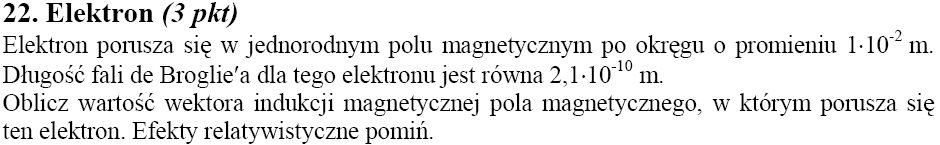 22. Elektron (3 pkt)
Elektron porusza się w jednorodnym polu magnetycznym po okręgu o promieniu 1·10⁻² m.
Długość fali de Broglie′a dla tego elektronu jest równa 2,1·10⁻¹⁰ m.
Oblicz wartość wektora indukcji magnetycznej pola magnetycznego, w którym porusza się
ten elektron. Efekty relatywistyczne pomiń.